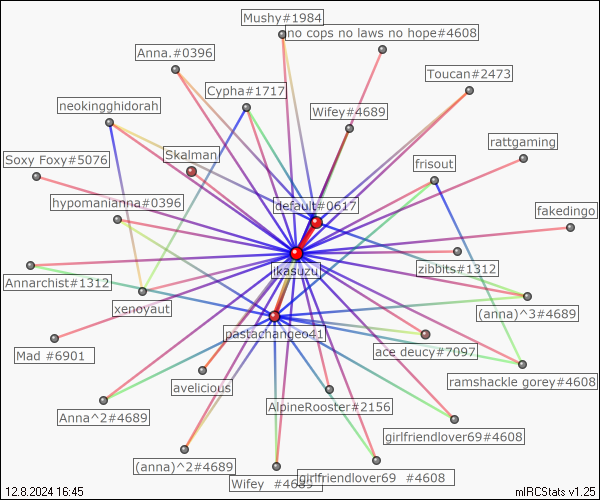 Mushy#1984
no cops no laws no hope#4608
Anna.#0396
Toucan#2473
Cypha#1717
neokingghidorah
Wifey#4689
rattgaming
Skalman
Soxy Foxy#5076
frisout
hypomanianna#0396
default#0617
fakedingo
ikasuzu
zibbits#1312
Annarchist#1312
xenoyaut
(anna)^3#4689
pastachangeo41
Mad #6901
ace deucy#7097
ramshackle gorey#4608
avelicious
AlpineRooster#2156
Anna^2#4689
girlfriendlover69#4608
(anna)^2#4689
Wifey #4689
girlfriendlover69 #4608
12.8.2024 16:45
mIRCStats v1.25